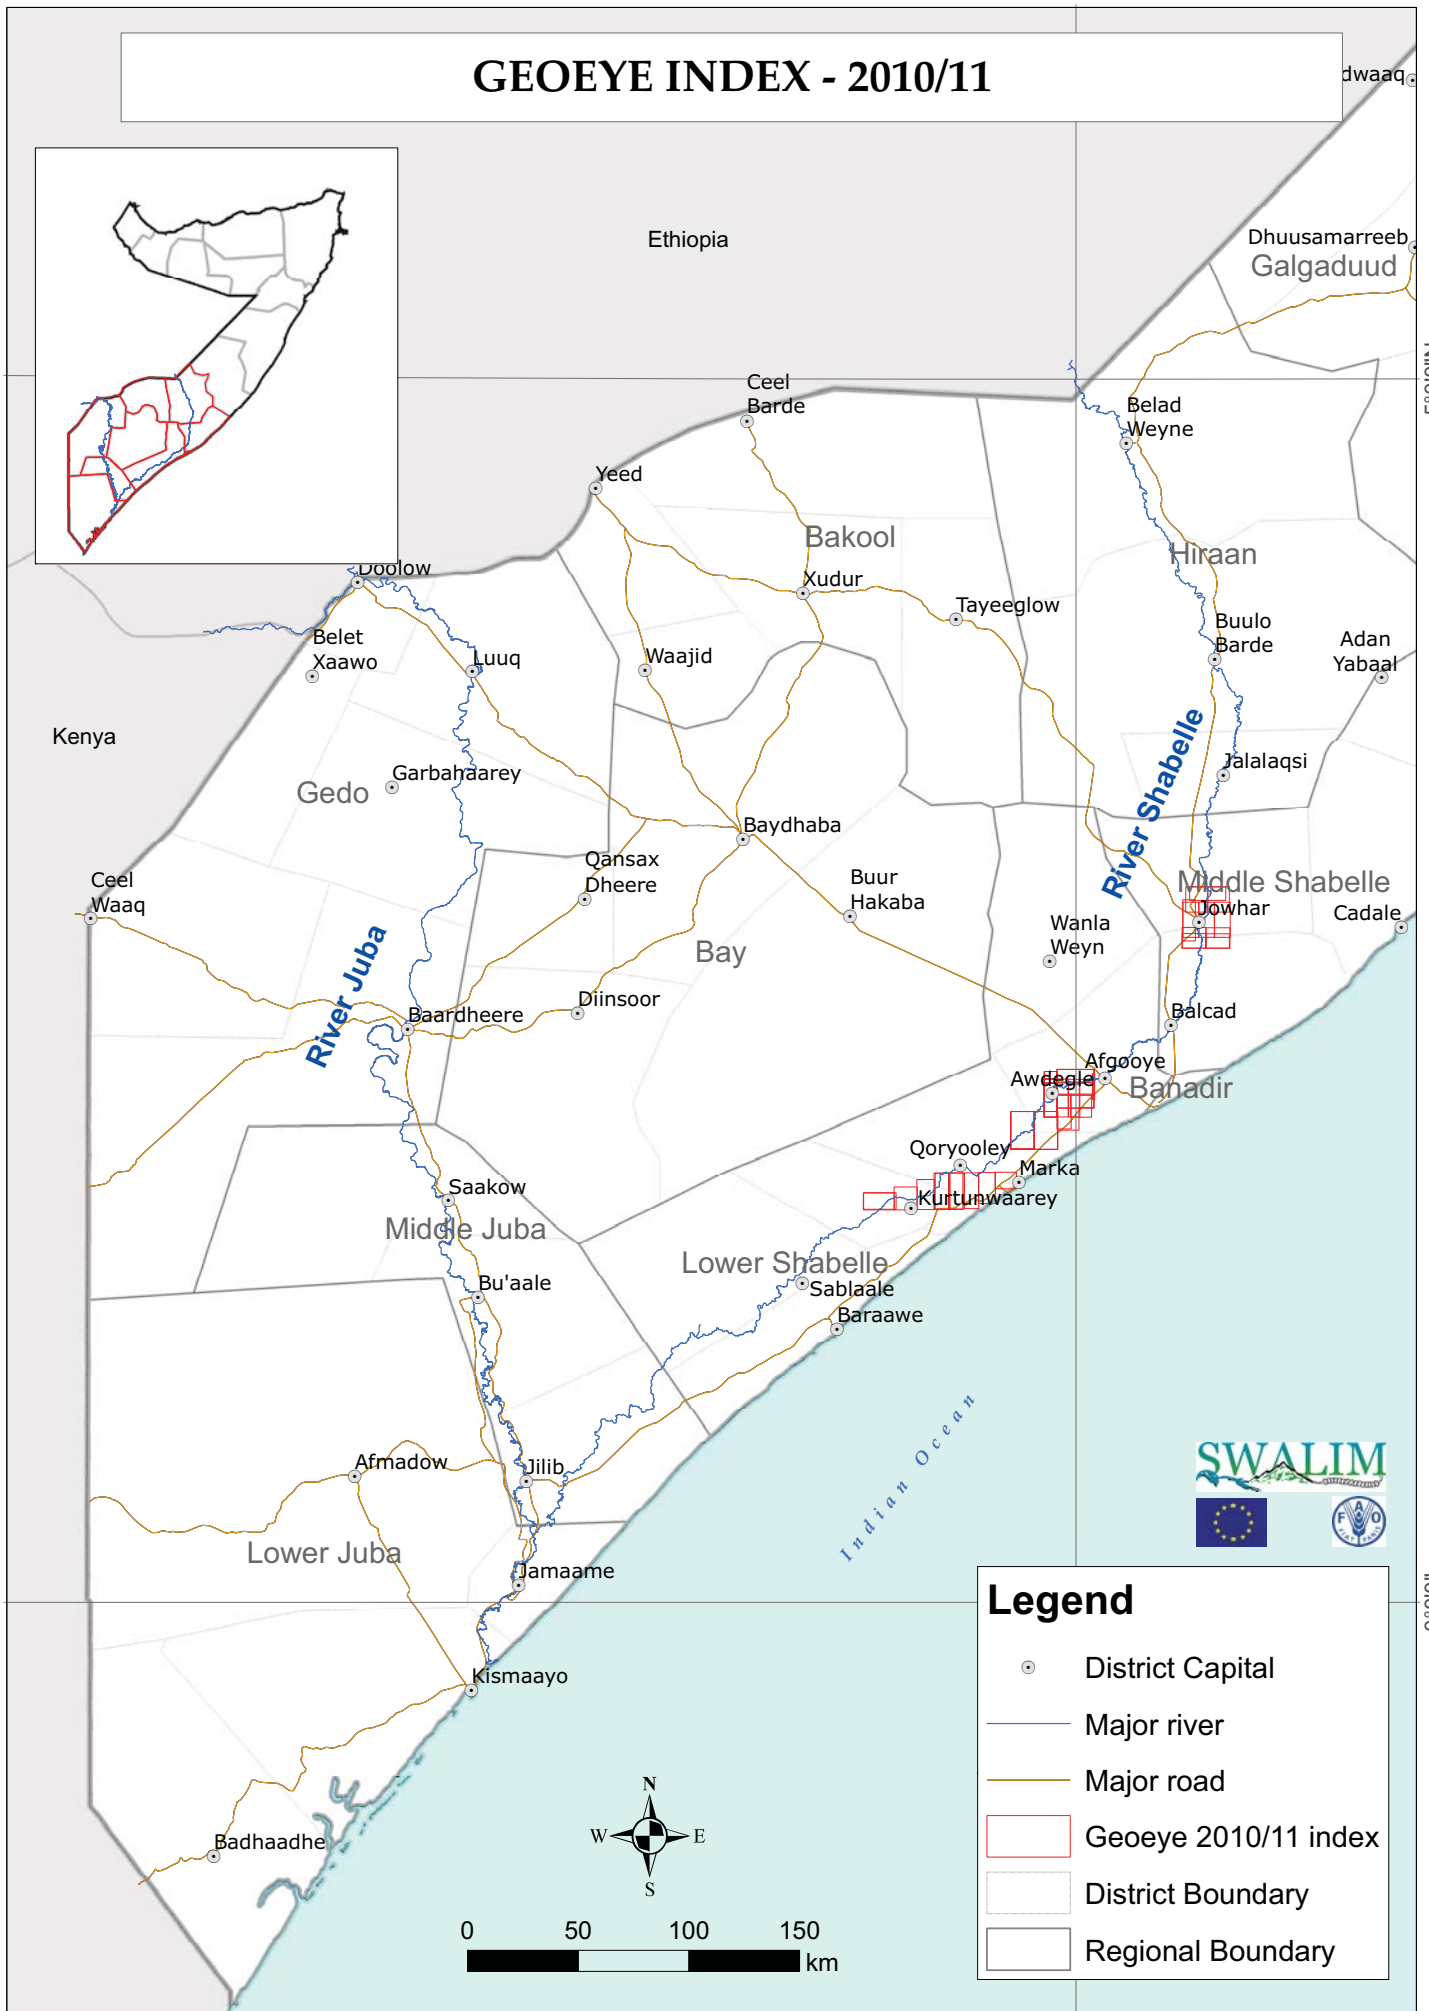 GEOEYE INDEX - 2010/11
dwaaq
Ethiopia
Dhuusamarreeb
Galgaduud
Ceel
Barde
Belad
Weyne
Yeed
Bakool
Hiraan
Doolow
Xudur
Tayeeglow
Belet
Xaawo
Luuq
Waajid
Buulo
Barde
Adan
Yabaal
Kenya
River Shabelle
Jalalaqsi
Garbahaarey
Gedo
Baydhaba
Qansax
Dheere
Buur
Hakaba
Ceel
Waaq
Middle Shabelle
Jowhar
Cadale
Wanla
Weyn
River Juba
Bay
Diinsoor
Baardheere
Balcad
Afgooye
Awdegle
Banadir
Qoryooley
Marka
Kurtunwaarey
Saakow
Middle Juba
Lower Shabelle
Bu'aale
Sablaale
Baraawe
Indian Ocean
Afmadow
Jilib
Lower Juba
Jamaame
Kismaayo
Badhaadhe
SWALIM
F A O
FIAT PANIS
Legend
District Capital
Major river
Major road
Geoeye 2010/11 index
District Boundary
Regional Boundary
N
W E
S
0 50 100 150
km